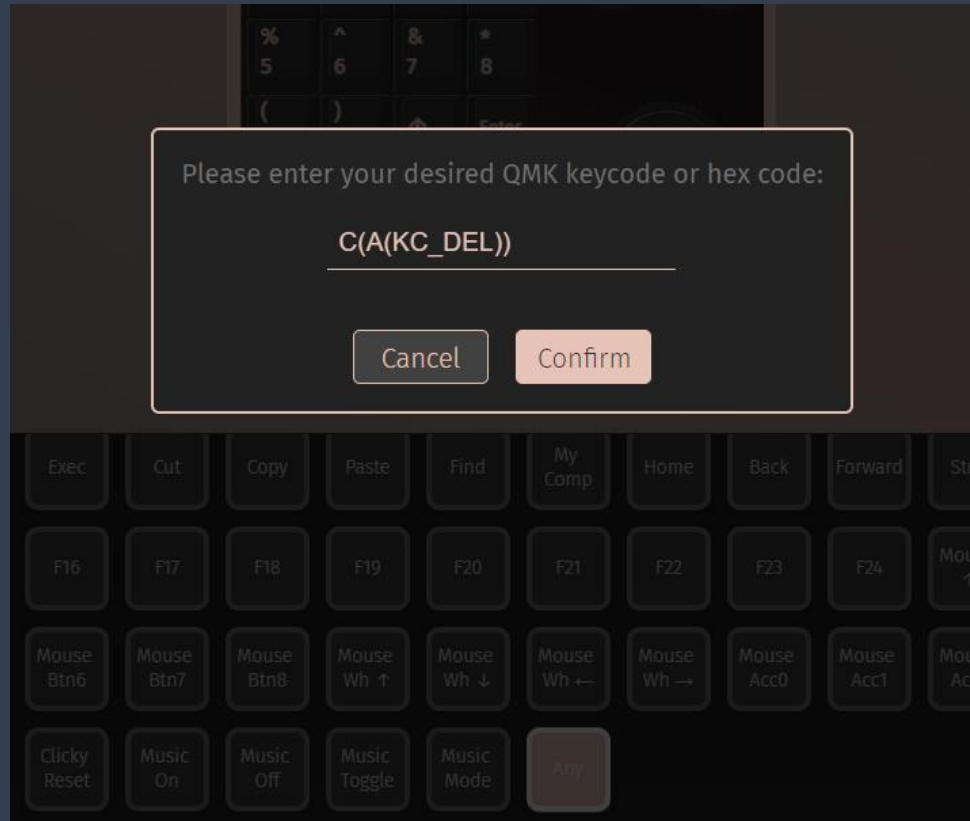 % ^ & *
5 6 7 8
( )
Enter
Please enter your desired QMK keycode or hex code:
C(A(KC_DEL))
Cancel Confirm
Exec Cut Copy Paste Find My Comp Home Back Forward
F16 F17 F18 F19 F20 F21 F22 F23 F24
Mouse Btn6 Mouse Btn7 Mouse Btn8 Mouse Wh ↑ Mouse Wh ↓ Mouse Wh ← Mouse Wh → Mouse Acc0 Mouse Acc1
Clicky Reset Music On Music Off Music Toggle Music Mode Any